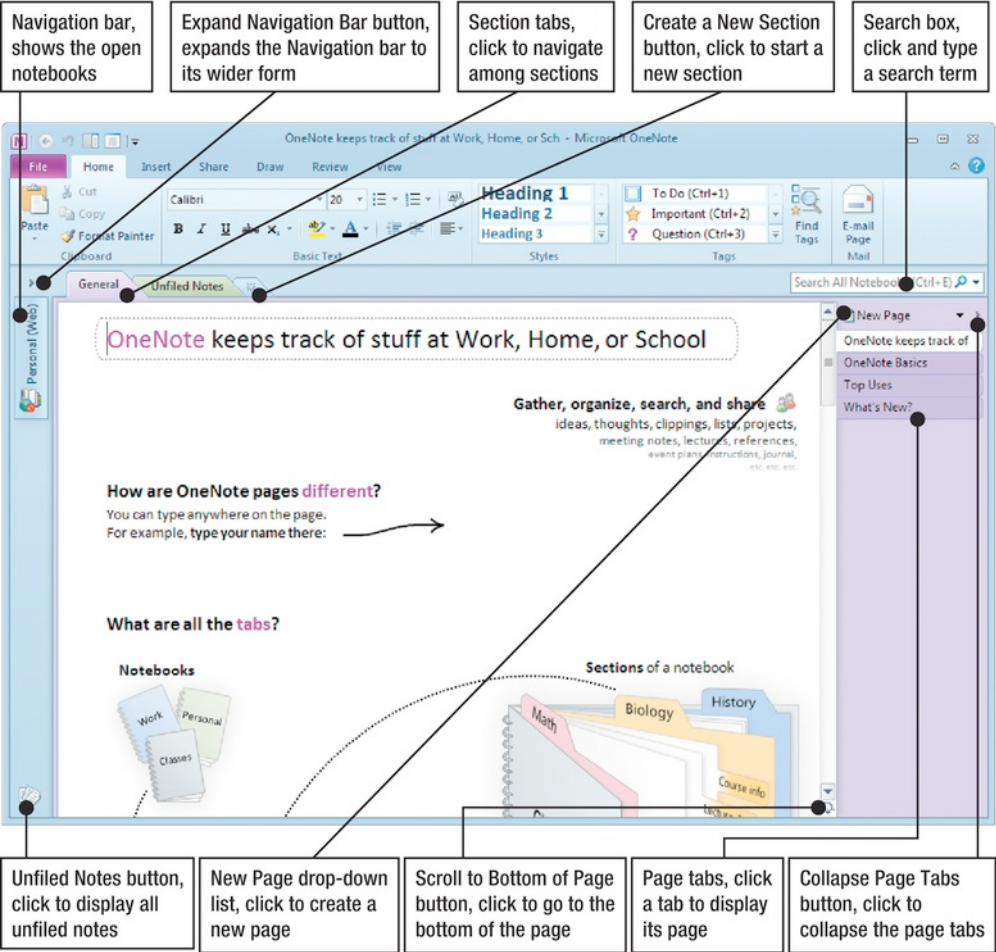 Navigation bar,
shows the open
notebooks
Expand Navigation Bar button,
expands the Navigation bar to
its wider form
Section tabs,
click to navigate
among sections
Create a New Section
button, click to start a
new section
Search box,
click and type
a search term
OneNote keeps track of stuff at Work, Home, or Sch - Microsoft OneNote
File Home Insert Share Draw Review View
Paste
Cut
Copy
Format Painter
Clipboard
Calibri 20
B I U abc X₂ ab A
Basic Text
Heading 1
Heading 2
Heading 3
Styles
To Do (Ctrl+1)
Important (Ctrl+2)
? Question (Ctrl+3)
Tags
Find
Tags
E-mail
Page
Mail
General Unfiled Notes
Search All Notebooks (Ctrl+E)
Personal (Web)
New Page
OneNote keeps track of
OneNote Basics
Top Uses
What's New?
OneNote keeps track of stuff at Work, Home, or School
Gather, organize, search, and share
ideas, thoughts, clippings, lists, projects,
meeting notes, lectures, references,
event plans, instructions, journal,
etc. etc. etc.
How are OneNote pages different?
You can type anywhere on the page.
For example, type your name there:
What are all the tabs?
Notebooks
Work
Personal
Classes
Sections of a notebook
Math
Biology
History
Course info
Unfiled Notes button,
click to display all
unfiled notes
New Page drop-down
list, click to create a
new page
Scroll to Bottom of Page
button, click to go to the
bottom of the page
Page tabs, click
a tab to display
its page
Collapse Page Tabs
button, click to
collapse the page tabs